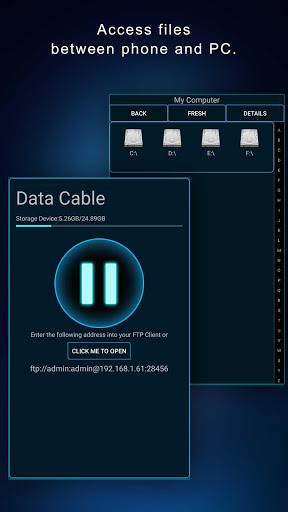 Access files
between phone and PC.
My Computer
BACK FRESH DETAILS
C:\ D:\ E:\ F:\
Data Cable
Storage Device:5.26GB/24.89GB
Enter the following address into your FTP Client or
CLICK ME TO OPEN
ftp://admin:admin@192.168.1.61:28456